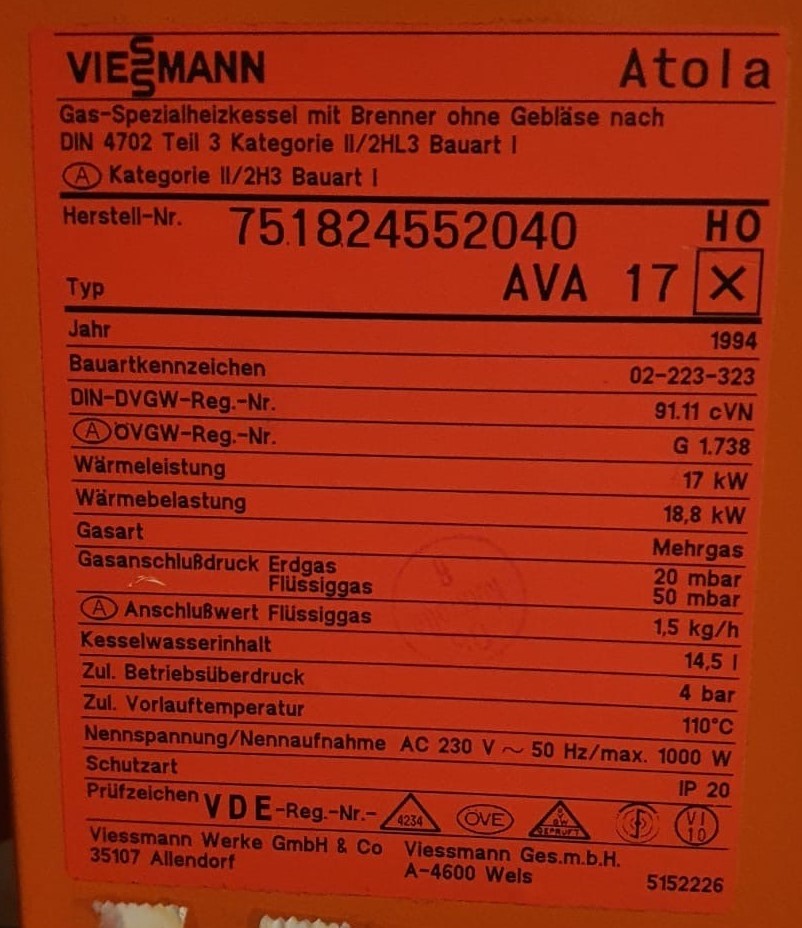 VIESSMANN Atola
Gas-Spezialheizkessel mit Brenner ohne Gebläse nach
DIN 4702 Teil 3 Kategorie II/2HL3 Bauart I
A Kategorie II/2H3 Bauart I
Herstell-Nr. 751824552040 HO
Typ AVA 17 X
Jahr 1994
Bauartkennzeichen 02-223-323
DIN-DVGW-Reg.-Nr. 91.11 cVN
A ÖVGW-Reg.-Nr. G 1.738
Wärmeleistung 17 kW
Wärmebelastung 18,8 kW
Gasart Mehrgas
Gasanschlußdruck Erdgas 20 mbar
Flüssiggas 50 mbar
A Anschlußwert Flüssiggas 1,5 kg/h
Kesselwasserinhalt 14,5 l
Zul. Betriebsüberdruck 4 bar
Zul. Vorlauftemperatur 110°C
Nennspannung/Nennaufnahme AC 230 V ~ 50 Hz/max. 1000 W
Schutzart IP 20
Prüfzeichen VDE-Reg.-Nr.- 4234 ÖVE GEPRÜFT VI 10
Viessmann Werke GmbH & Co Viessmann Ges.m.b.H.
35107 Allendorf A-4600 Wels 5152226